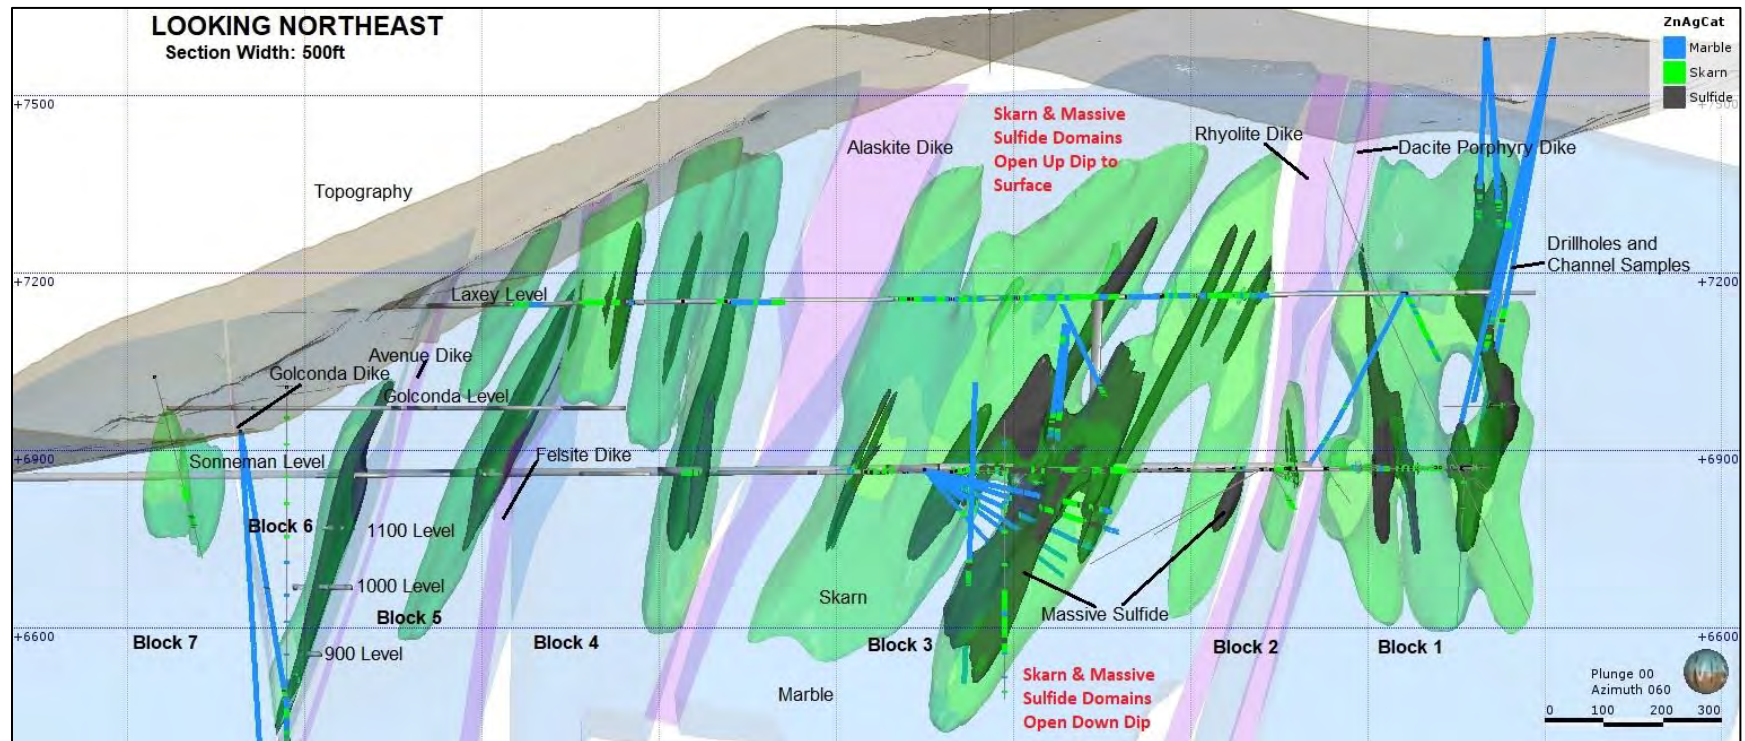 LOOKING NORTHEAST
Section Width: 500ft
ZnAgCat
Marble
Skarn
Sulfide
+7500
+7500
Skarn & Massive
Sulfide Domains
Open Up Dip to
Surface
Alaskite Dike
Rhyolite Dike
Dacite Porphyry Dike
Topography
Drillholes and
Channel Samples
+7200
+7200
Laxey Level
Avenue Dike
Golconda Dike
Golconda Level
+6900
+6900
Sonneman Level
Felsite Dike
Block 6
1100 Level
1000 Level
Block 5
Skarn
Massive Sulfide
+6600
+6600
Block 7
900 Level
Block 4
Block 3
Block 2
Block 1
Marble
Skarn & Massive
Sulfide Domains
Open Down Dip
Plunge 00
Azimuth 060
0 100 200 300